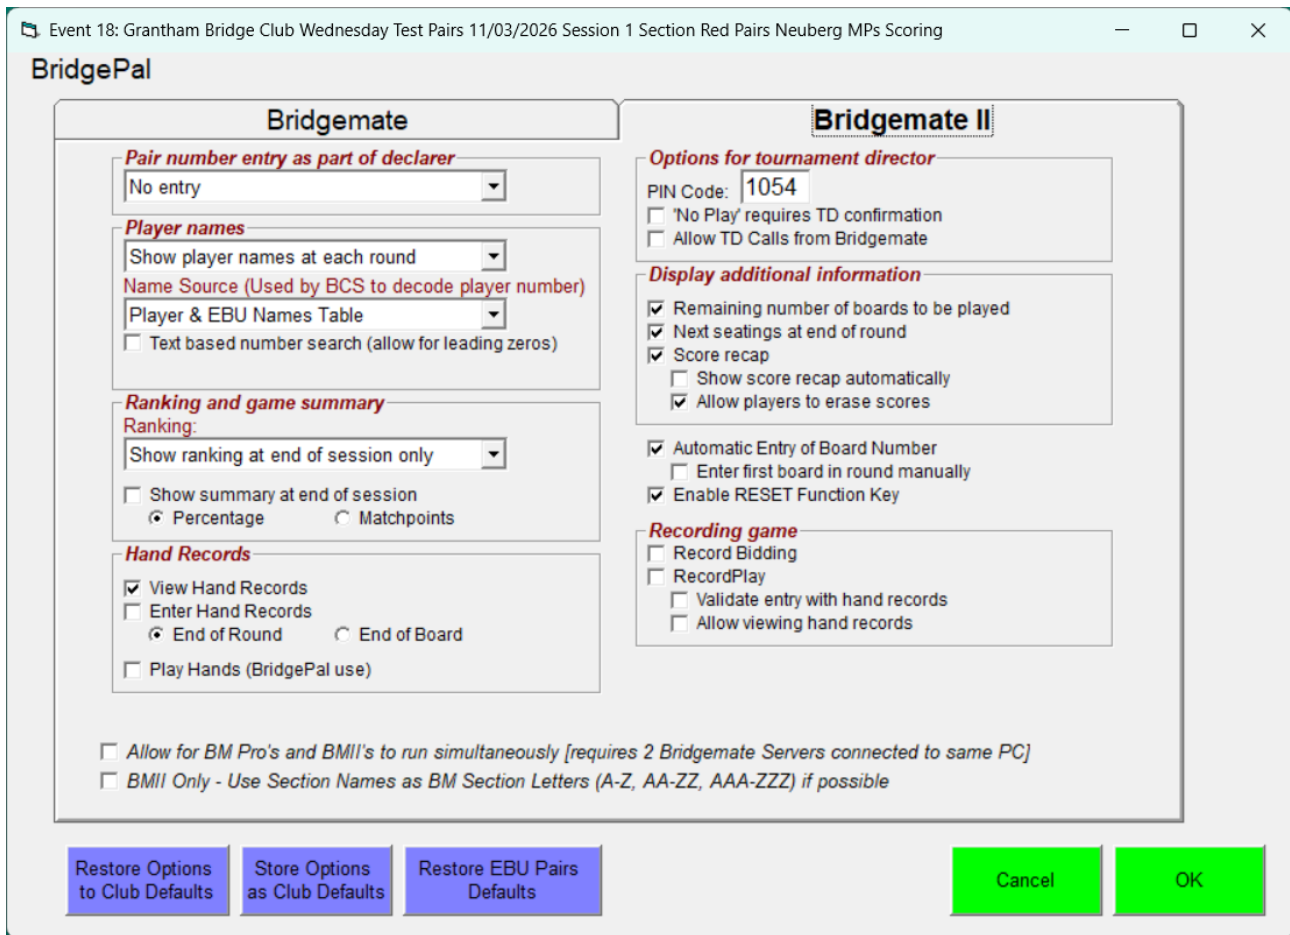 Event 18: Grantham Bridge Club Wednesday Test Pairs 11/03/2026 Session 1 Section Red Pairs Neuberg MPs Scoring
BridgePal
Bridgemate
Bridgemate II
Pair number entry as part of declarer
No entry
Player names
Show player names at each round
Name Source (Used by BCS to decode player number)
Player & EBU Names Table
Text based number search (allow for leading zeros)
Ranking and game summary
Ranking:
Show ranking at end of session only
Show summary at end of session
Percentage
Matchpoints
Hand Records
View Hand Records
Enter Hand Records
End of Round
End of Board
Play Hands (BridgePal use)
Options for tournament director
PIN Code: 1054
'No Play' requires TD confirmation
Allow TD Calls from Bridgemate
Display additional information
Remaining number of boards to be played
Next seatings at end of round
Score recap
Show score recap automatically
Allow players to erase scores
Automatic Entry of Board Number
Enter first board in round manually
Enable RESET Function Key
Recording game
Record Bidding
RecordPlay
Validate entry with hand records
Allow viewing hand records
Allow for BM Pro's and BMII's to run simultaneously [requires 2 Bridgemate Servers connected to same PC]
BMII Only - Use Section Names as BM Section Letters (A-Z, AA-ZZ, AAA-ZZZ) if possible
Restore Options
to Club Defaults
Store Options
as Club Defaults
Restore EBU Pairs
Defaults
Cancel
OK